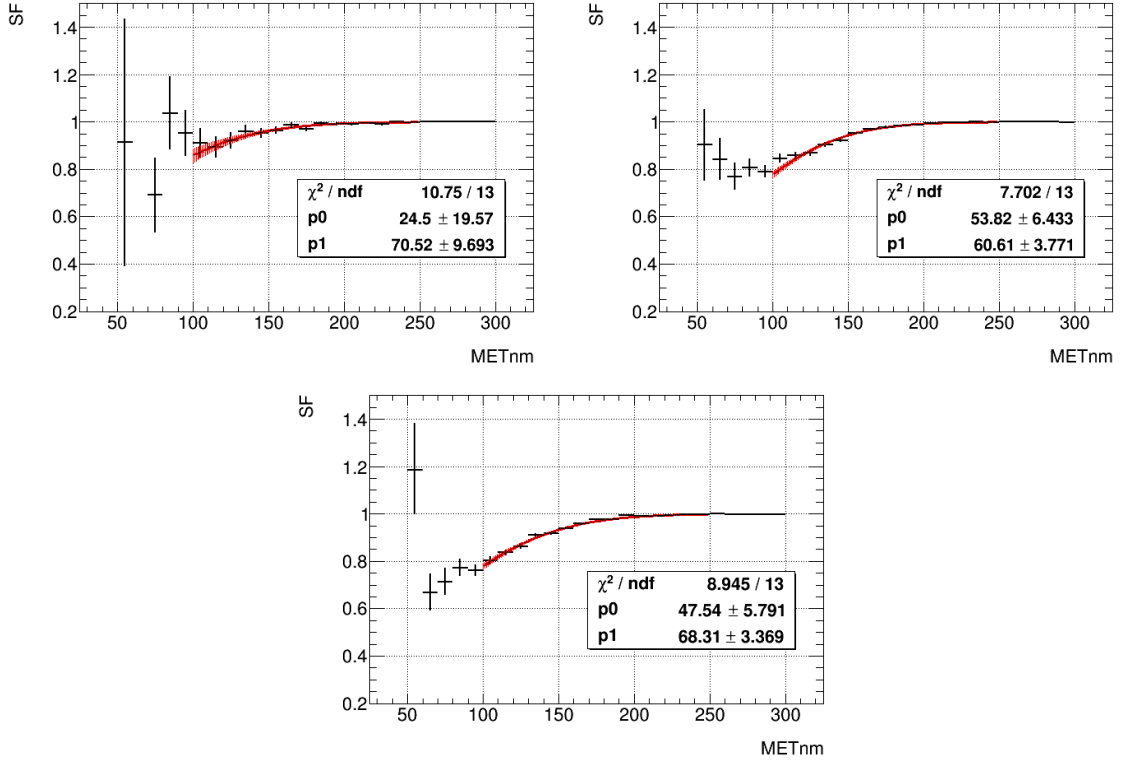 SF
1.4
1.2
1
0.8
0.6
0.4
0.2
50 100 150 200 250 300
METnm
χ² / ndf 10.75 / 13
p0 24.5 ± 19.57
p1 70.52 ± 9.693
SF
1.4
1.2
1
0.8
0.6
0.4
0.2
50 100 150 200 250 300
METnm
χ² / ndf 7.702 / 13
p0 53.82 ± 6.433
p1 60.61 ± 3.771
SF
1.4
1.2
1
0.8
0.6
0.4
0.2
50 100 150 200 250 300
METnm
χ² / ndf 8.945 / 13
p0 47.54 ± 5.791
p1 68.31 ± 3.369